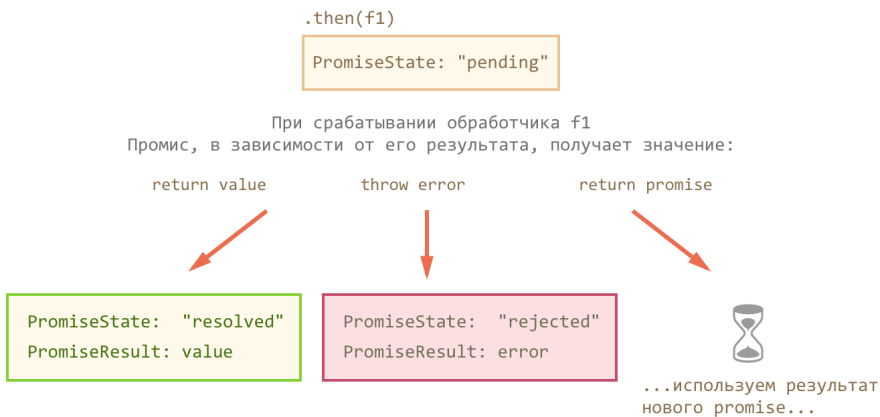 .then(f1)
PromiseState: "pending"
При срабатывании обработчика f1
Промис, в зависимости от его результата, получает значение:
return value
throw error
return promise
PromiseState: "resolved"
PromiseResult: value
PromiseState: "rejected"
PromiseResult: error
...используем результат
нового promise...